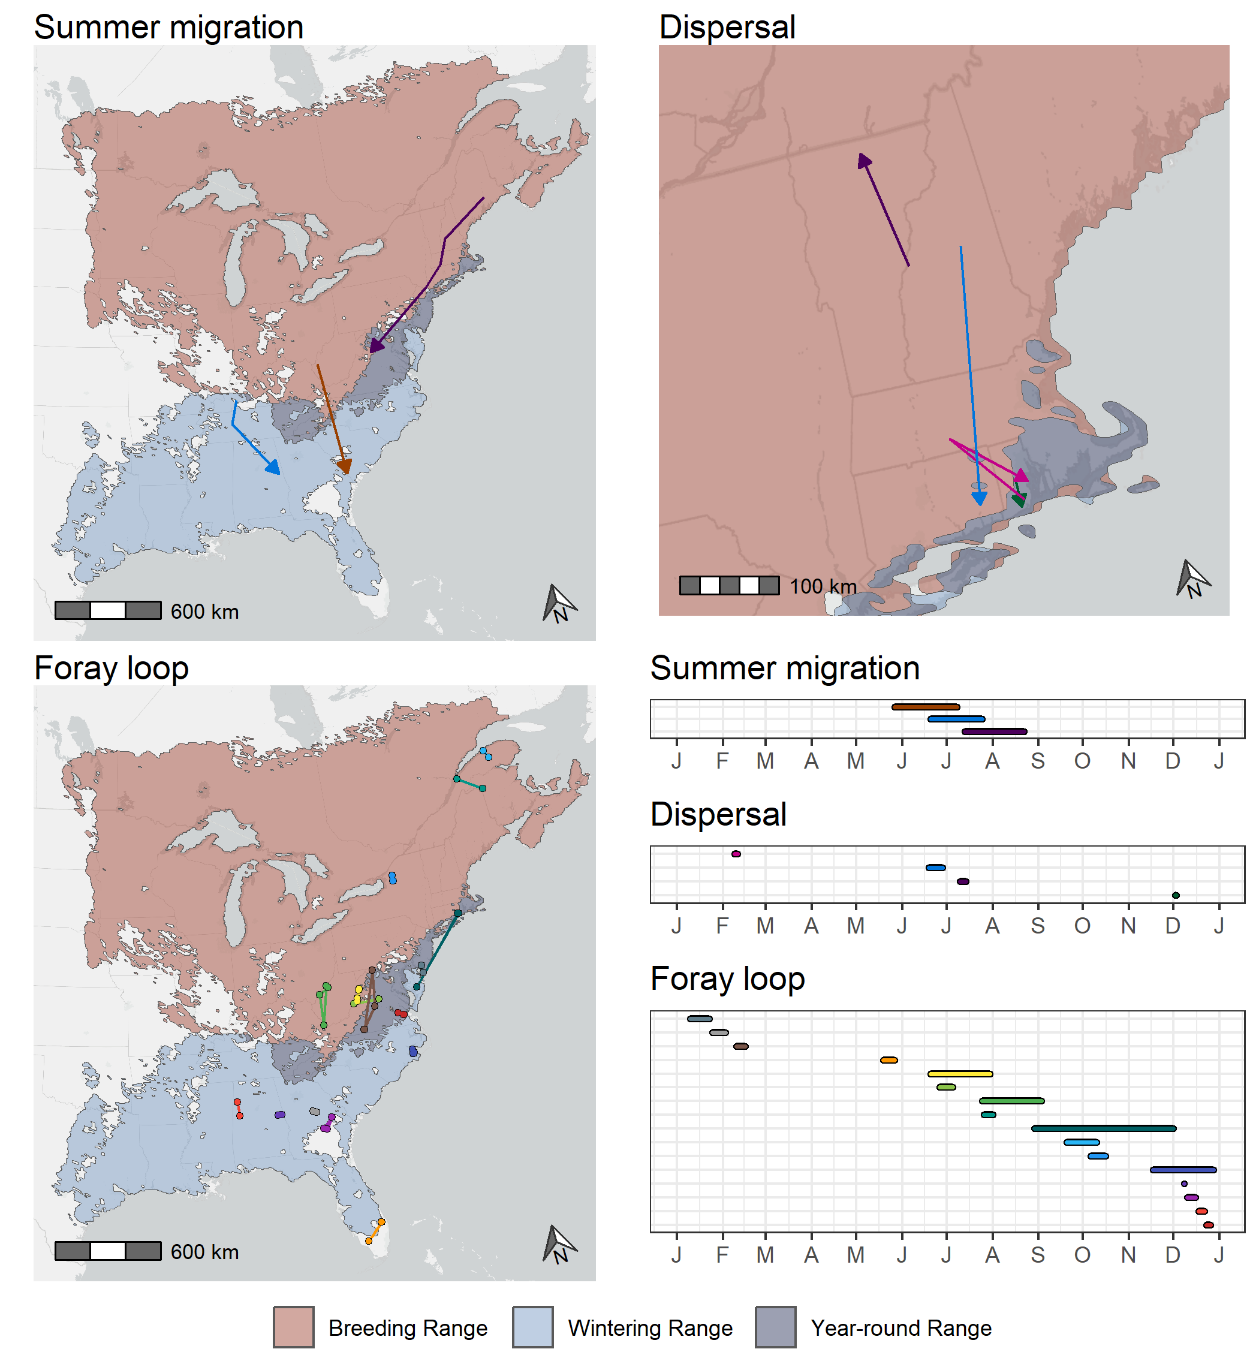 Summer migration
600 km
N
Dispersal
100 km
N
Foray loop
600 km
N
Summer migration
J F M A M J J A S O N D J
Dispersal
J F M A M J J A S O N D J
Foray loop
J F M A M J J A S O N D J
Breeding Range Wintering Range Year-round Range